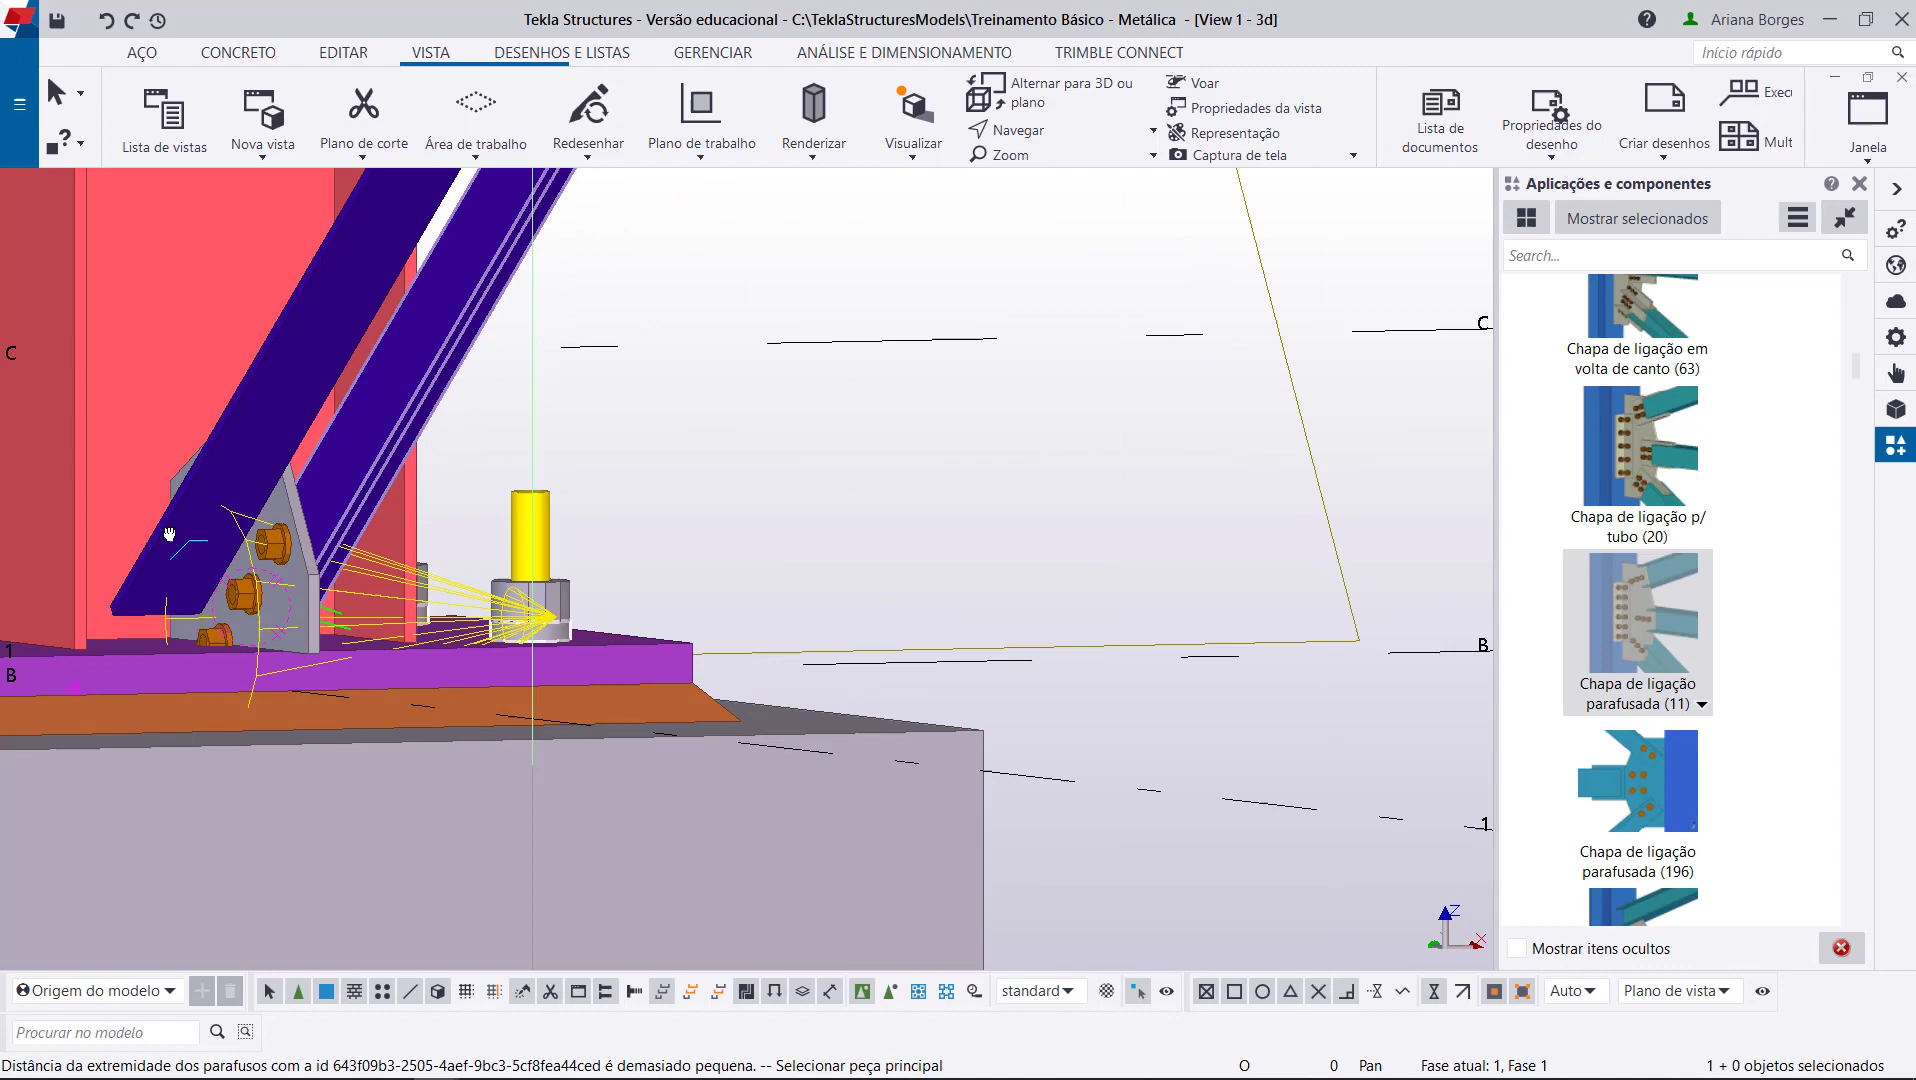 Tekla Structures - Versão educacional - C:\TeklaStructuresModels\Treinamento Básico - Metálica - [View 1 - 3d]
Ariana Borges
AÇO CONCRETO EDITAR VISTA DESENHOS E LISTAS GERENCIAR ANÁLISE E DIMENSIONAMENTO TRIMBLE CONNECT
Início rápido
Lista de vistas
Nova vista
Plano de corte
Área de trabalho
Redesenhar
Plano de trabalho
Renderizar
Visualizar
Alternar para 3D ou
plano
Navegar
Zoom
Voar
Propriedades da vista
Representação
Captura de tela
Lista de
documentos
Propriedades do
desenho
Criar desenhos
Exec
Mult
Janela
Aplicações e componentes
Mostrar selecionados
Search...
Chapa de ligação em
volta de canto (63)
Chapa de ligação p/
tubo (20)
Chapa de ligação
parafusada (11)
Chapa de ligação
parafusada (196)
Mostrar itens ocultos
C
C
1
B
B
1
Z
X
Origem do modelo
standard
Auto
Plano de vista
Procurar no modelo
Distância da extremidade dos parafusos com a id 643f09b3-2505-4aef-9bc3-5cf8fea44ced é demasiado pequena. -- Selecionar peça principal
O 0 Pan Fase atual: 1, Fase 1 1 + 0 objetos selecionados